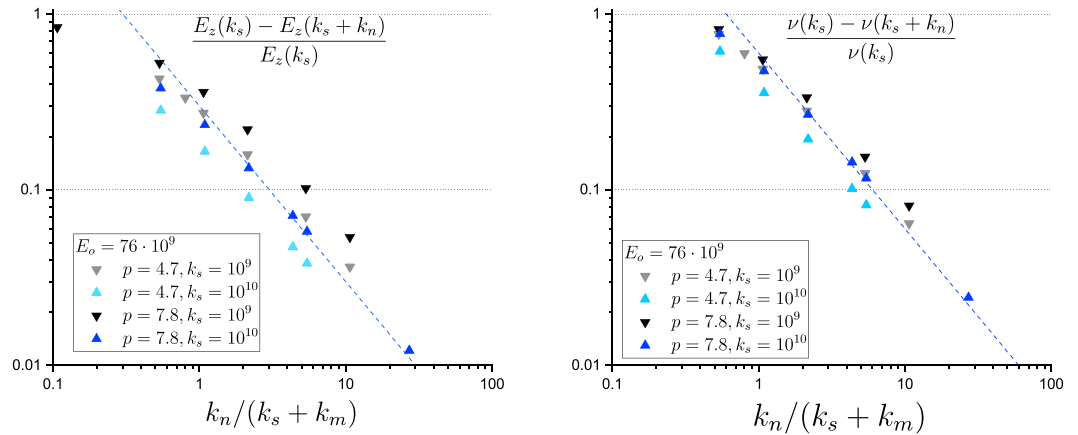 1
0.1
0.01
0.1
1
10
100
E_z(k_s) − E_z(k_s + k_n)
E_z(k_s)
E_o = 76 · 10^9
p = 4.7, k_s = 10^9
p = 4.7, k_s = 10^10
p = 7.8, k_s = 10^9
p = 7.8, k_s = 10^10
k_n/(k_s + k_m)
1
0.1
0.01
0.1
1
10
100
ν(k_s) − ν(k_s + k_n)
ν(k_s)
E_o = 76 · 10^9
p = 4.7, k_s = 10^9
p = 4.7, k_s = 10^10
p = 7.8, k_s = 10^9
p = 7.8, k_s = 10^10
k_n/(k_s + k_m)